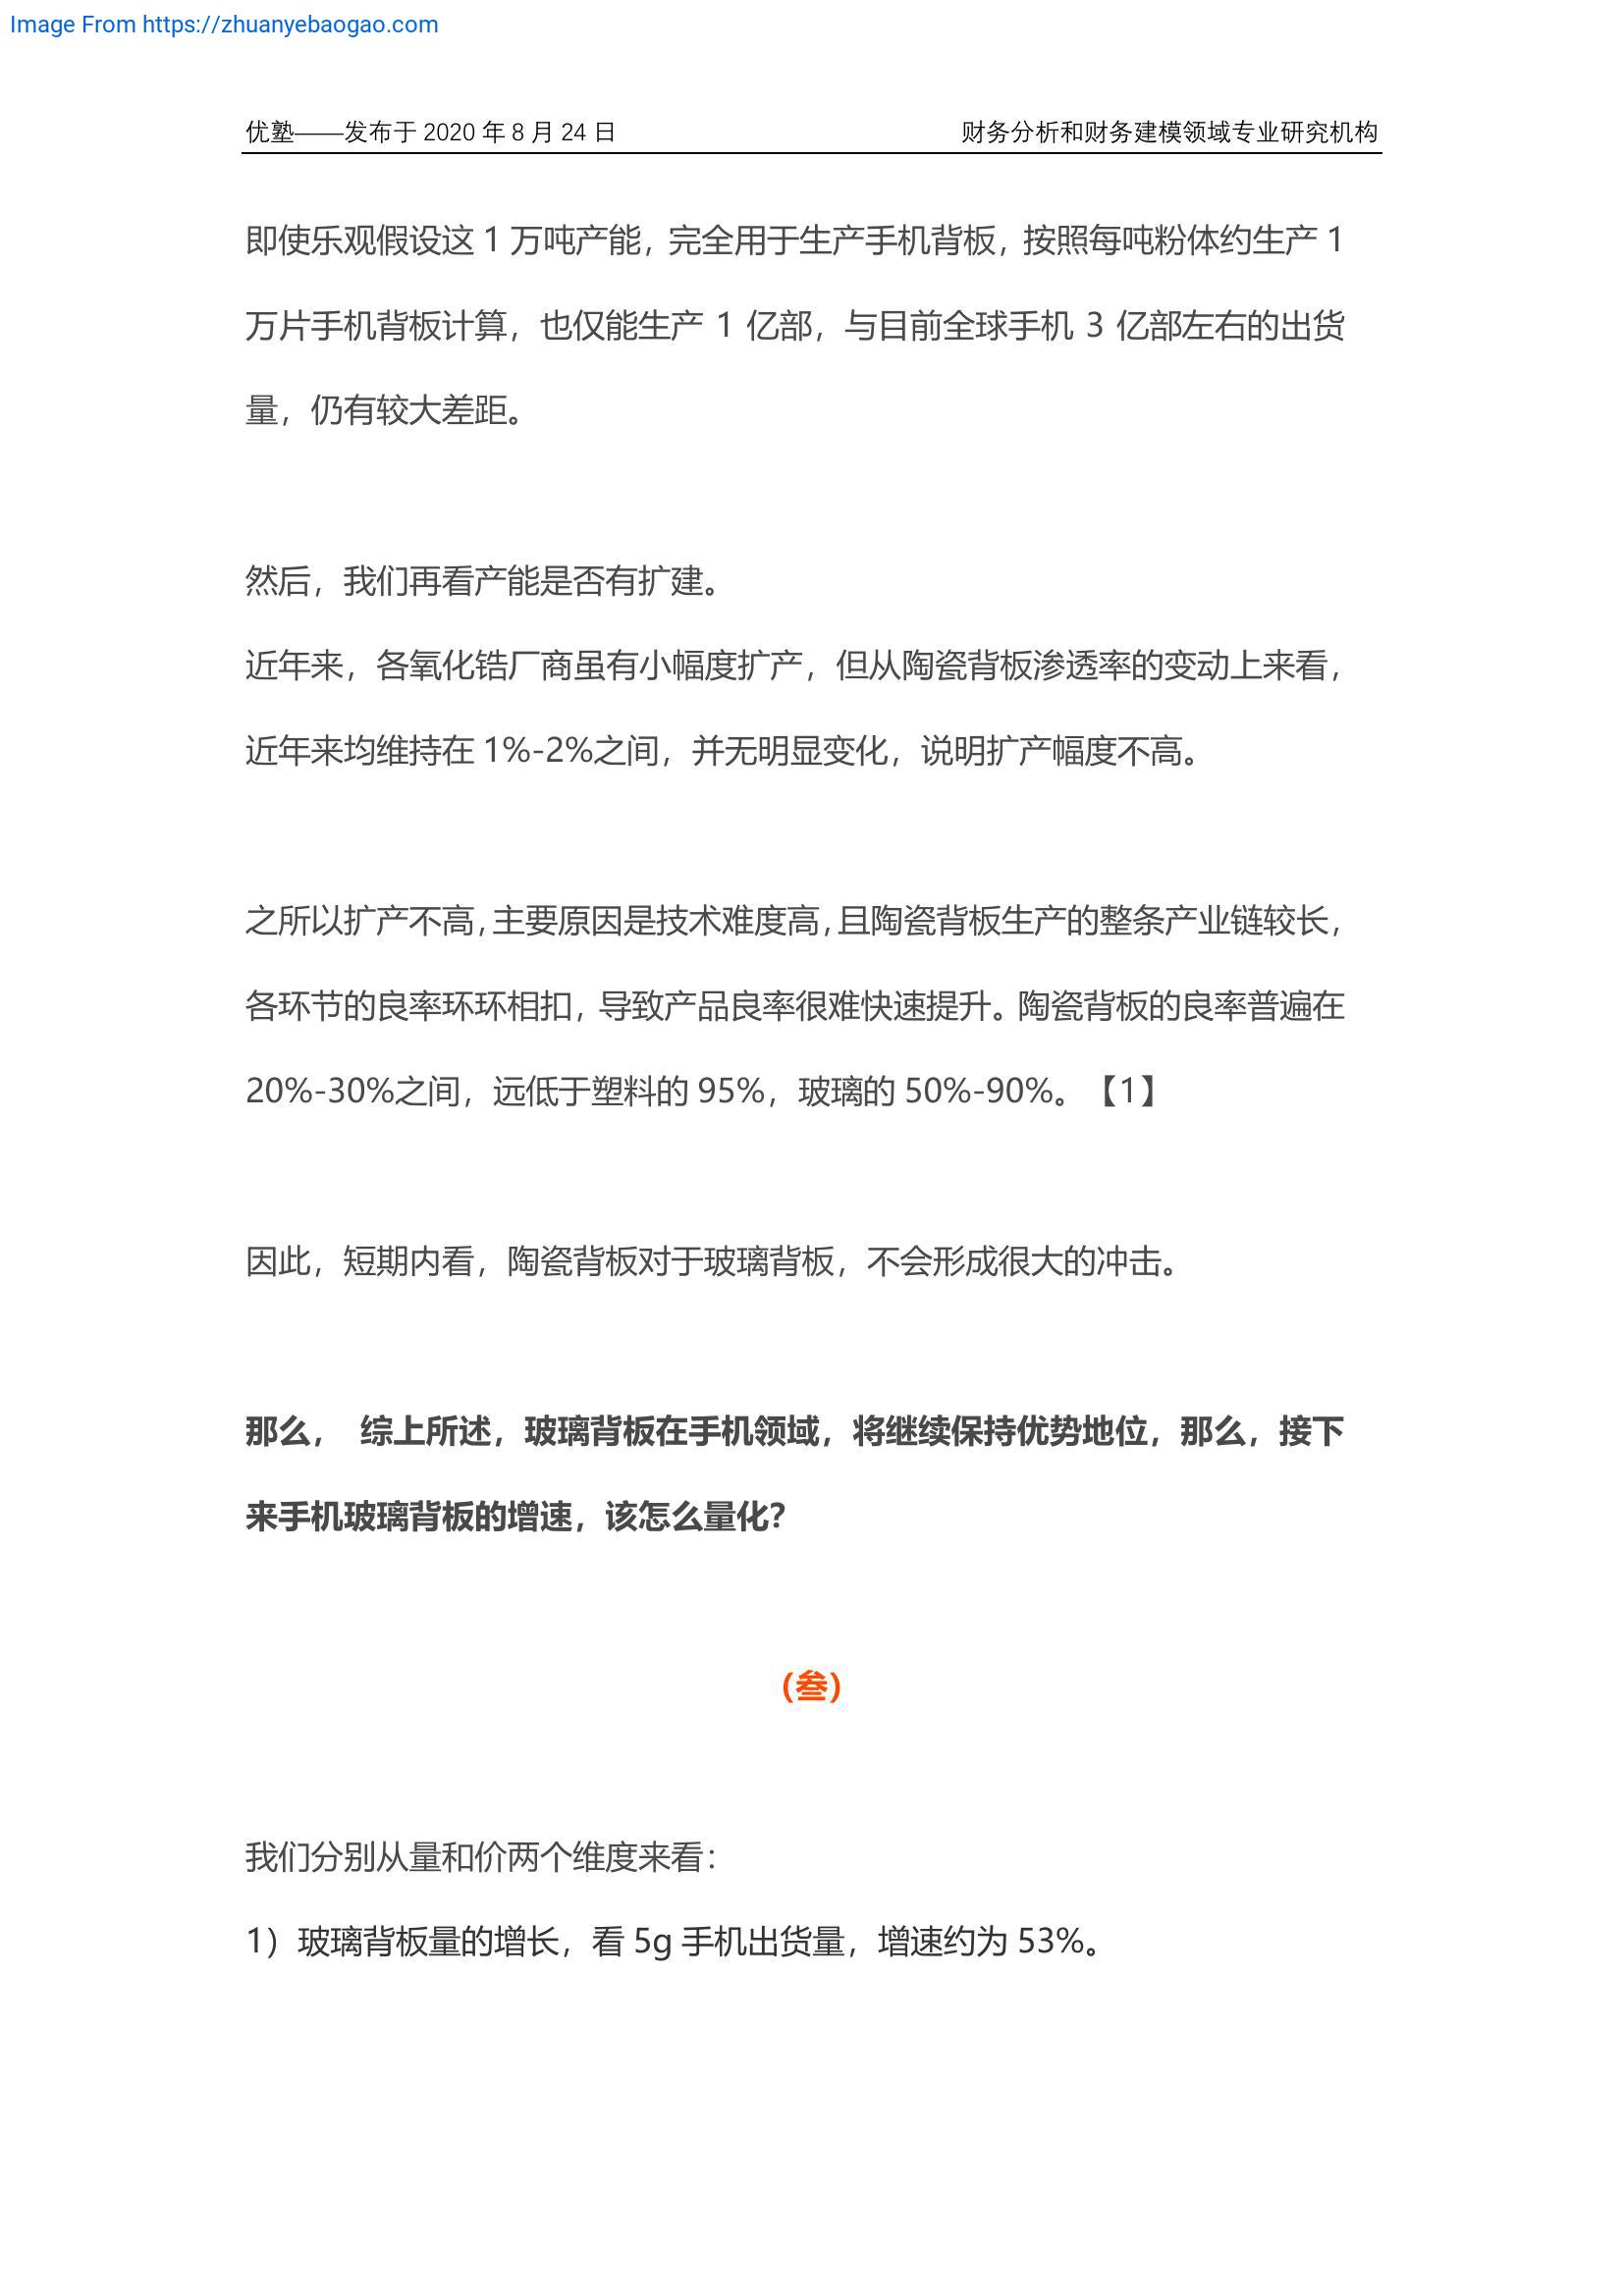 Image From https://zhuanyebaogao.com
优塾——发布于 2020 年 8 月 24 日 财务分析和财务建模领域专业研究机构
即使乐观假设这 1 万吨产能，完全用于生产手机背板，按照每吨粉体约生产 1
万片手机背板计算，也仅能生产 1 亿部，与目前全球手机 3 亿部左右的出货
量，仍有较大差距。
然后，我们再看产能是否有扩建。
近年来，各氧化锆厂商虽有小幅度扩产，但从陶瓷背板渗透率的变动上来看，
近年来均维持在 1%-2%之间，并无明显变化，说明扩产幅度不高。
之所以扩产不高，主要原因是技术难度高，且陶瓷背板生产的整条产业链较长，
各环节的良率环环相扣，导致产品良率很难快速提升。陶瓷背板的良率普遍在
20%-30%之间，远低于塑料的 95%，玻璃的 50%-90%。【1】
因此，短期内看，陶瓷背板对于玻璃背板，不会形成很大的冲击。
那么， 综上所述，玻璃背板在手机领域，将继续保持优势地位，那么，接下
来手机玻璃背板的增速，该怎么量化？
（叁）
我们分别从量和价两个维度来看：
1）玻璃背板量的增长，看 5g 手机出货量，增速约为 53%。